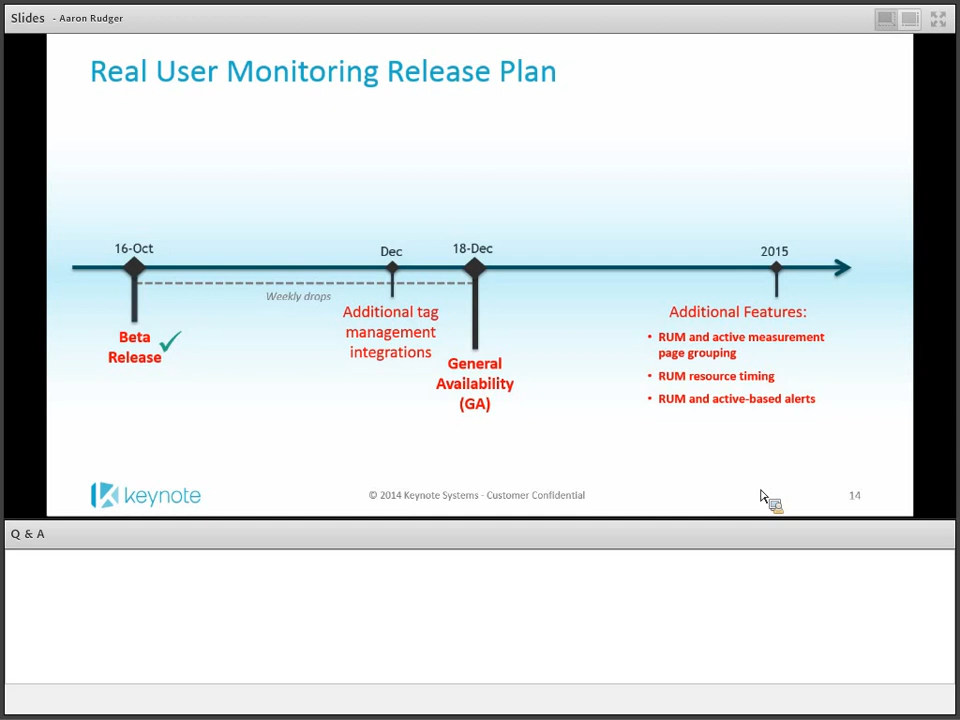 Slides - Aaron Rudger
Real User Monitoring Release Plan
16-Oct
Dec
18-Dec
2015
Weekly drops
Beta
Release
Additional tag
management
integrations
General
Availability
(GA)
Additional Features:
• RUM and active measurement
page grouping
• RUM resource timing
• RUM and active-based alerts
keynote
© 2014 Keynote Systems - Customer Confidential
14
Q & A